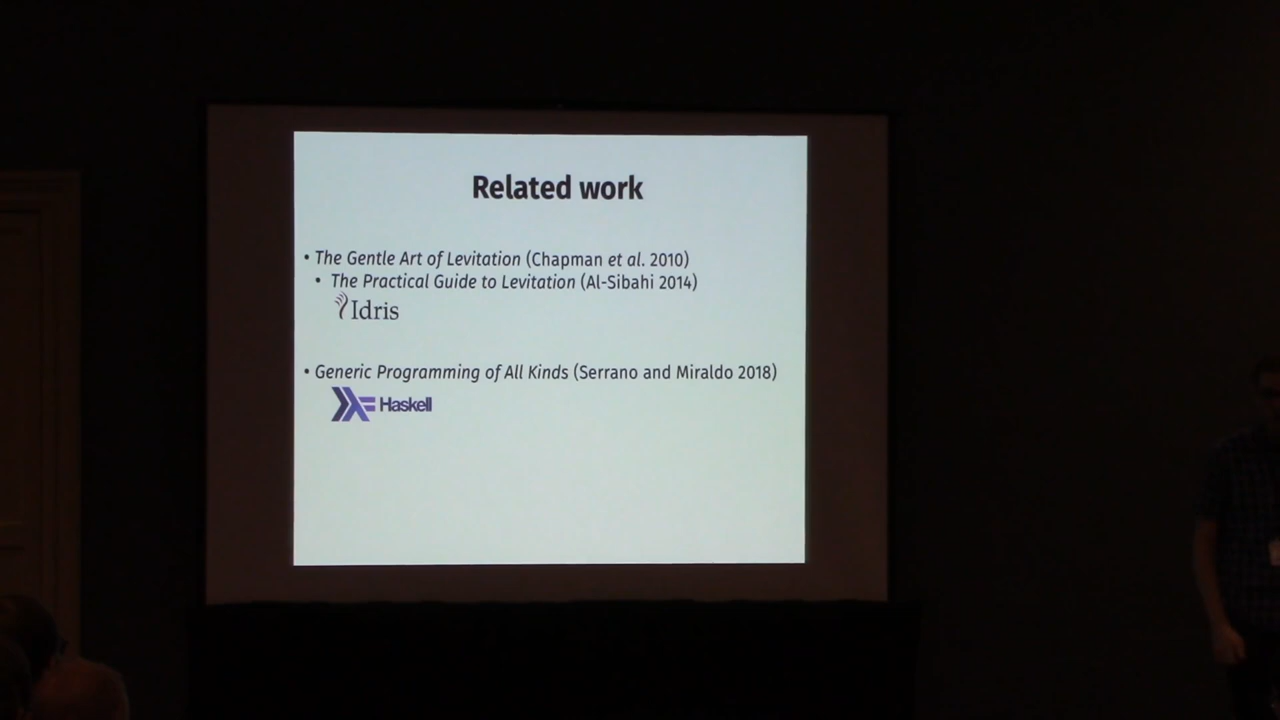 Related work
• The Gentle Art of Levitation (Chapman et al. 2010)
• The Practical Guide to Levitation (Al-Sibahi 2014)
Idris
• Generic Programming of All Kinds (Serrano and Miraldo 2018)
Haskell